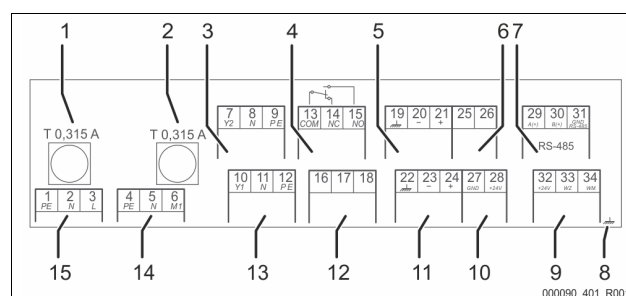 1 2 3 4 5 6 7
T 0,315 A T 0,315 A
7 8 9 13 14 15 19 20 21 25 26 29 30 31
Y2 N PE COM NC NO − + A(+) B(+) GND RS-485
RS-485
10 11 12 16 17 18 22 23 24 27 28 32 33 34
Y1 N PE − + GND +24V +24V WZ WM
1 2 3 4 5 6
PE N L PE N M1
15 14 13 12 11 10 9 8